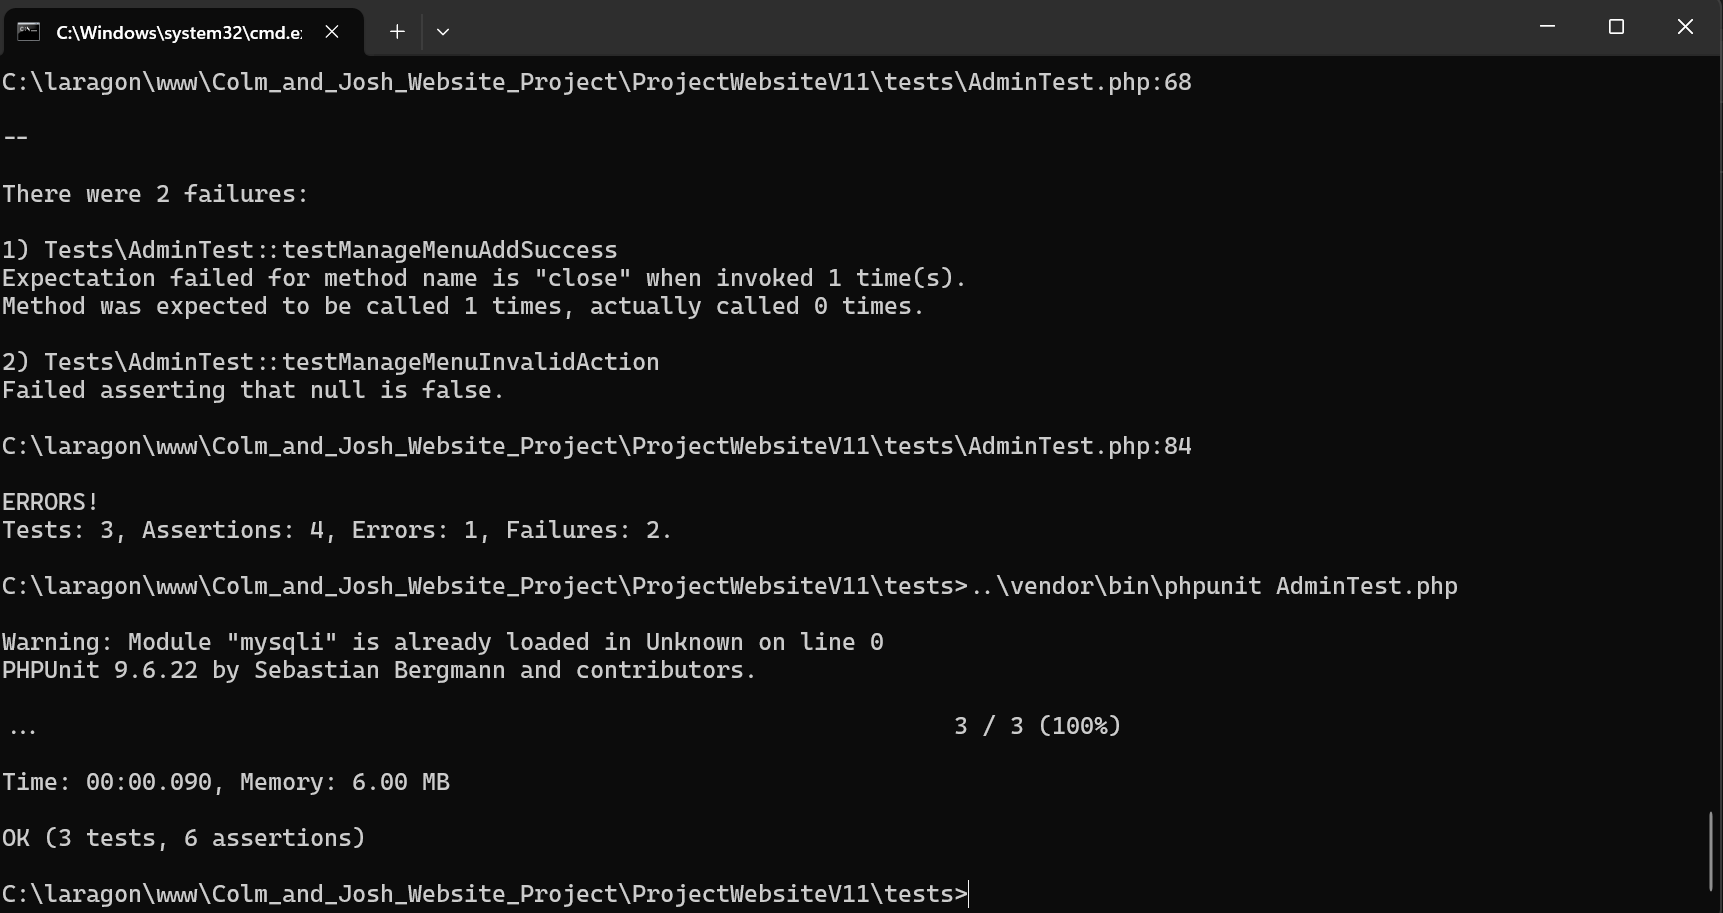 C:\Windows\system32\cmd.e
C:\laragon\www\Colm_and_Josh_Website_Project\ProjectWebsiteV11\tests\AdminTest.php:68
--
There were 2 failures:
1) Tests\AdminTest::testManageMenuAddSuccess
Expectation failed for method name is "close" when invoked 1 time(s).
Method was expected to be called 1 times, actually called 0 times.
2) Tests\AdminTest::testManageMenuInvalidAction
Failed asserting that null is false.
C:\laragon\www\Colm_and_Josh_Website_Project\ProjectWebsiteV11\tests\AdminTest.php:84
ERRORS!
Tests: 3, Assertions: 4, Errors: 1, Failures: 2.
C:\laragon\www\Colm_and_Josh_Website_Project\ProjectWebsiteV11\tests>..\vendor\bin\phpunit AdminTest.php
Warning: Module "mysqli" is already loaded in Unknown on line 0
PHPUnit 9.6.22 by Sebastian Bergmann and contributors.
... 3 / 3 (100%)
Time: 00:00.090, Memory: 6.00 MB
OK (3 tests, 6 assertions)
C:\laragon\www\Colm_and_Josh_Website_Project\ProjectWebsiteV11\tests>